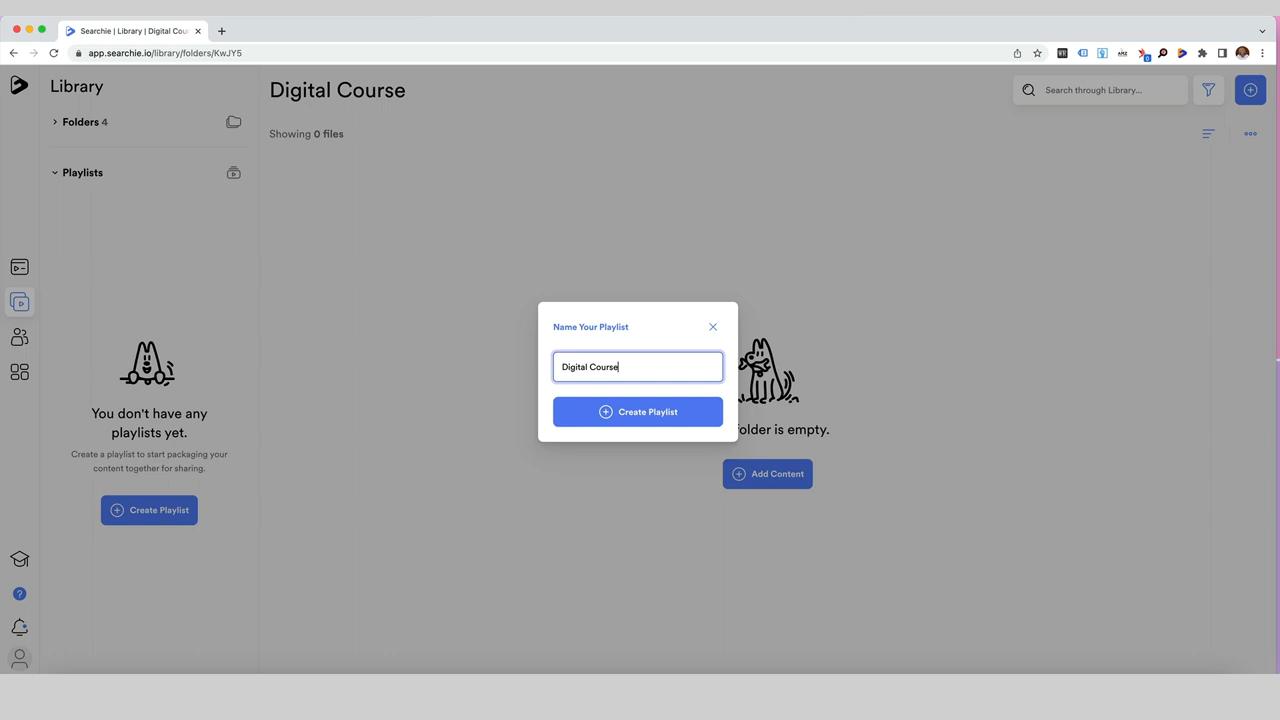 Searchie | Library | Digital Cou
app.searchie.io/library/folders/KwJY5
Library
Folders 4
Playlists
You don't have any
playlists yet.
Create a playlist to start packaging your
content together for sharing.
Create Playlist
Digital Course
Showing 0 files
Search through Library...
Name Your Playlist
Digital Course
Create Playlist
older is empty.
Add Content